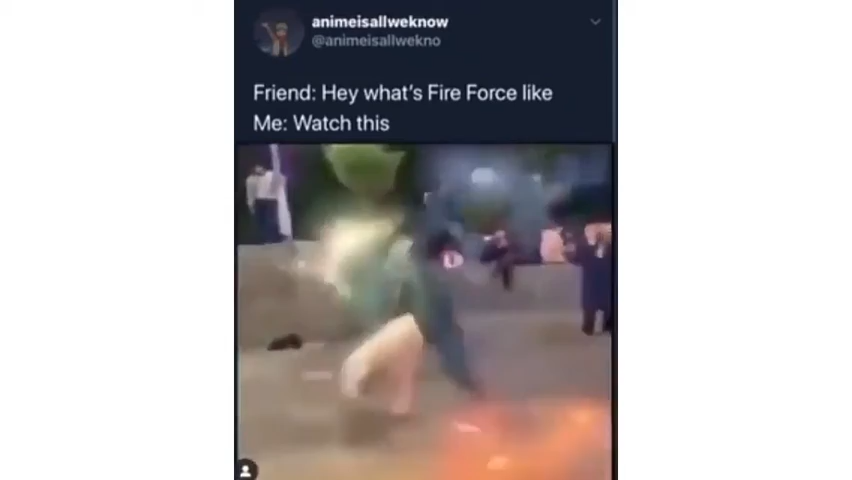 animeisallweknow
@animeisallwekno
Friend: Hey what's Fire Force like
Me: Watch this